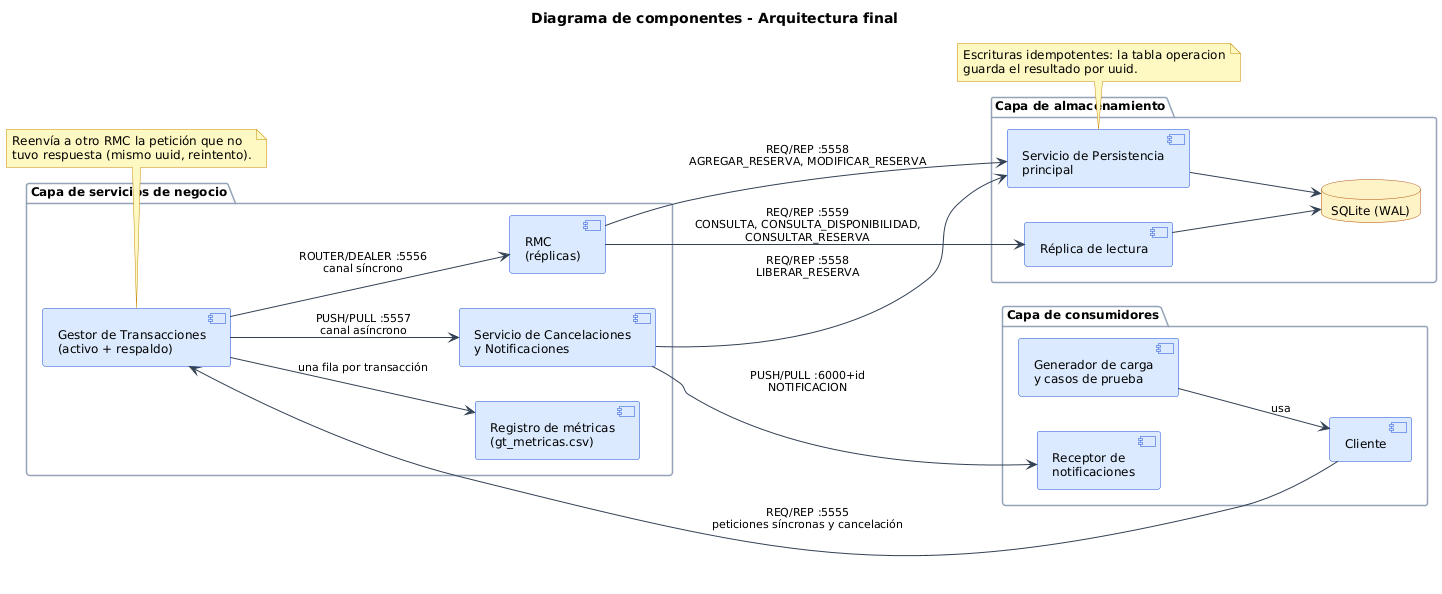 Diagrama de componentes - Arquitectura final
Escrituras idempotentes: la tabla operacion
guarda el resultado por uuid.
Capa de almacenamiento
Reenvía a otro RMC la petición que no
tuvo respuesta (mismo uuid, reintento).
Servicio de Persistencia
principal
REQ/REP :5558
AGREGAR_RESERVA, MODIFICAR_RESERVA
Capa de servicios de negocio
SQLite (WAL)
REQ/REP :5559
CONSULTA, CONSULTA_DISPONIBILIDAD,
CONSULTAR_RESERVA
RMC
(réplicas)
Réplica de lectura
ROUTER/DEALER :5556
canal síncrono
REQ/REP :5558
LIBERAR_RESERVA
Capa de consumidores
PUSH/PULL :5557
canal asíncrono
Gestor de Transacciones
(activo + respaldo)
Servicio de Cancelaciones
y Notificaciones
Generador de carga
y casos de prueba
una fila por transacción
PUSH/PULL :6000+id
NOTIFICACION
usa
Registro de métricas
(gt_metricas.csv)
Cliente
Receptor de
notificaciones
REQ/REP :5555
peticiones síncronas y cancelación